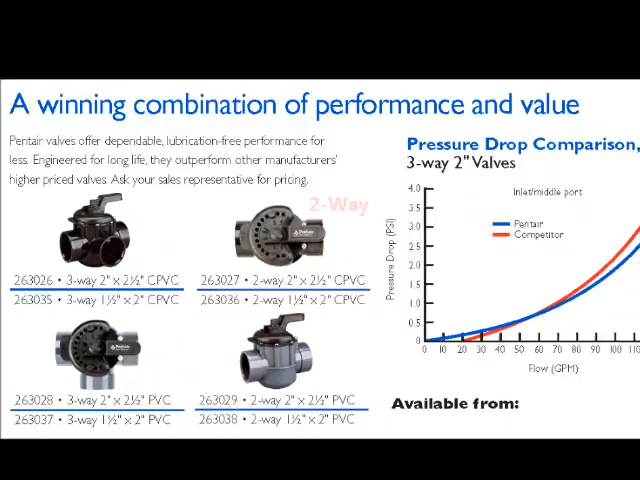 A winning combination of performance and value
Pentair valves offer dependable, lubrication-free performance for
less. Engineered for long life, they outperform other manufacturers'
higher priced valves. Ask your sales representative for pricing.
2-Way
263026 • 3-way 2" x 2½" CPVC
263035 • 3-way 1½" x 2" CPVC
263027 • 2-way 2" x 2½" CPVC
263036 • 2-way 1½" x 2" CPVC
263028 • 3-way 2" x 2½" PVC
263037 • 3-way 1½" x 2" PVC
263029 • 2-way 2" x 2½" PVC
263038 • 2-way 1½" x 2" PVC
Pressure Drop Comparison,
3-way 2" Valves
Inlet/middle port
Pentair
Competitor
Pressure Drop (PSI)
4.0
3.5
3.0
2.5
2.0
1.5
1.0
0.5
0
0 10 20 30 40 50 60 70 80 90 100 110
Flow (GPM)
Available from: